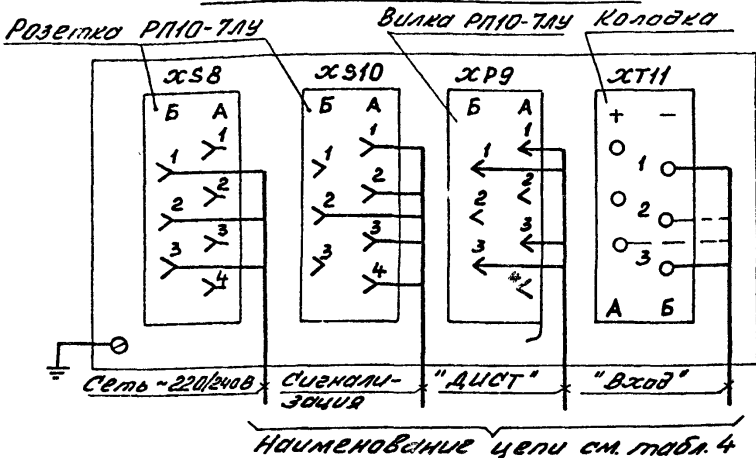 Розетка РП10-7ЛУ Вилка РП10-7ЛУ Колодка
XS8 XS10 XP9 XT11
Б А Б А Б А + -
1 1 1 1 1 1 1
2 2 2 2 2 2 2
3 3 3 3 3 3 3
4 4 4 А Б
Сеть ~220/240В Сигнали- "ДИСТ" "Вход"
зация
Наименование цепи см. табл. 4